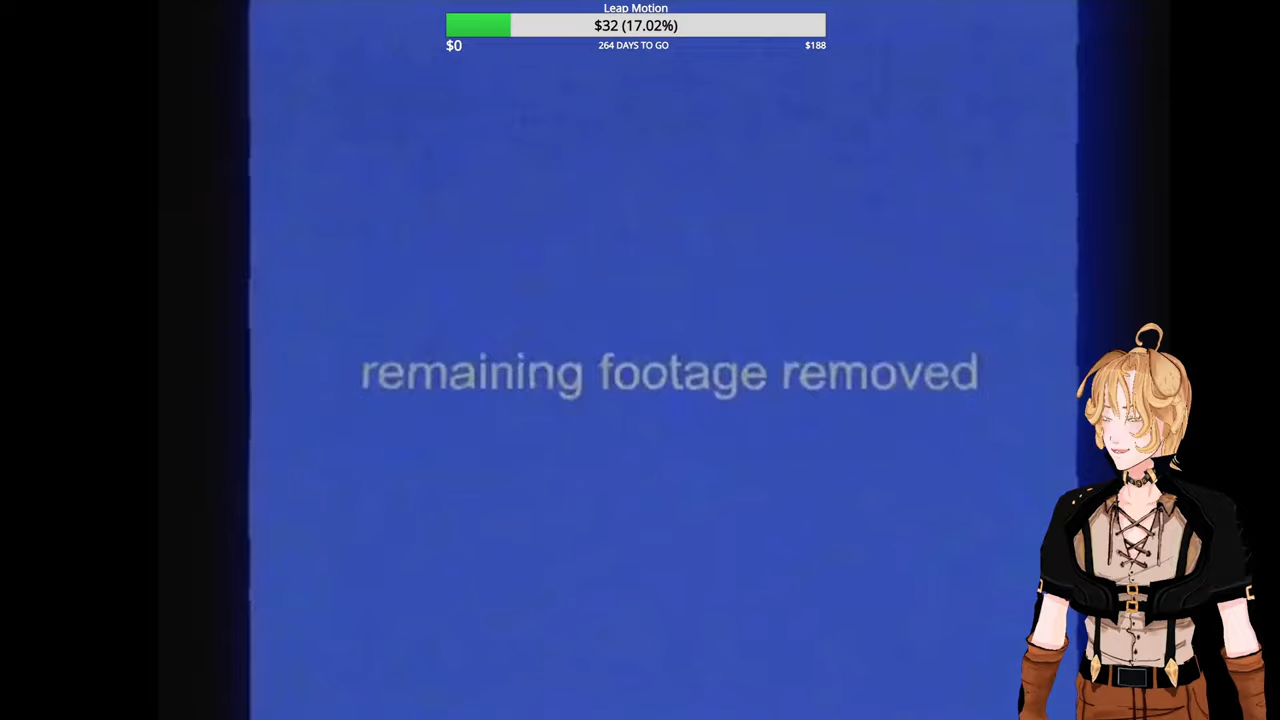 Leap Motion
$32 (17.02%)
$0 264 DAYS TO GO $188
remaining footage removed